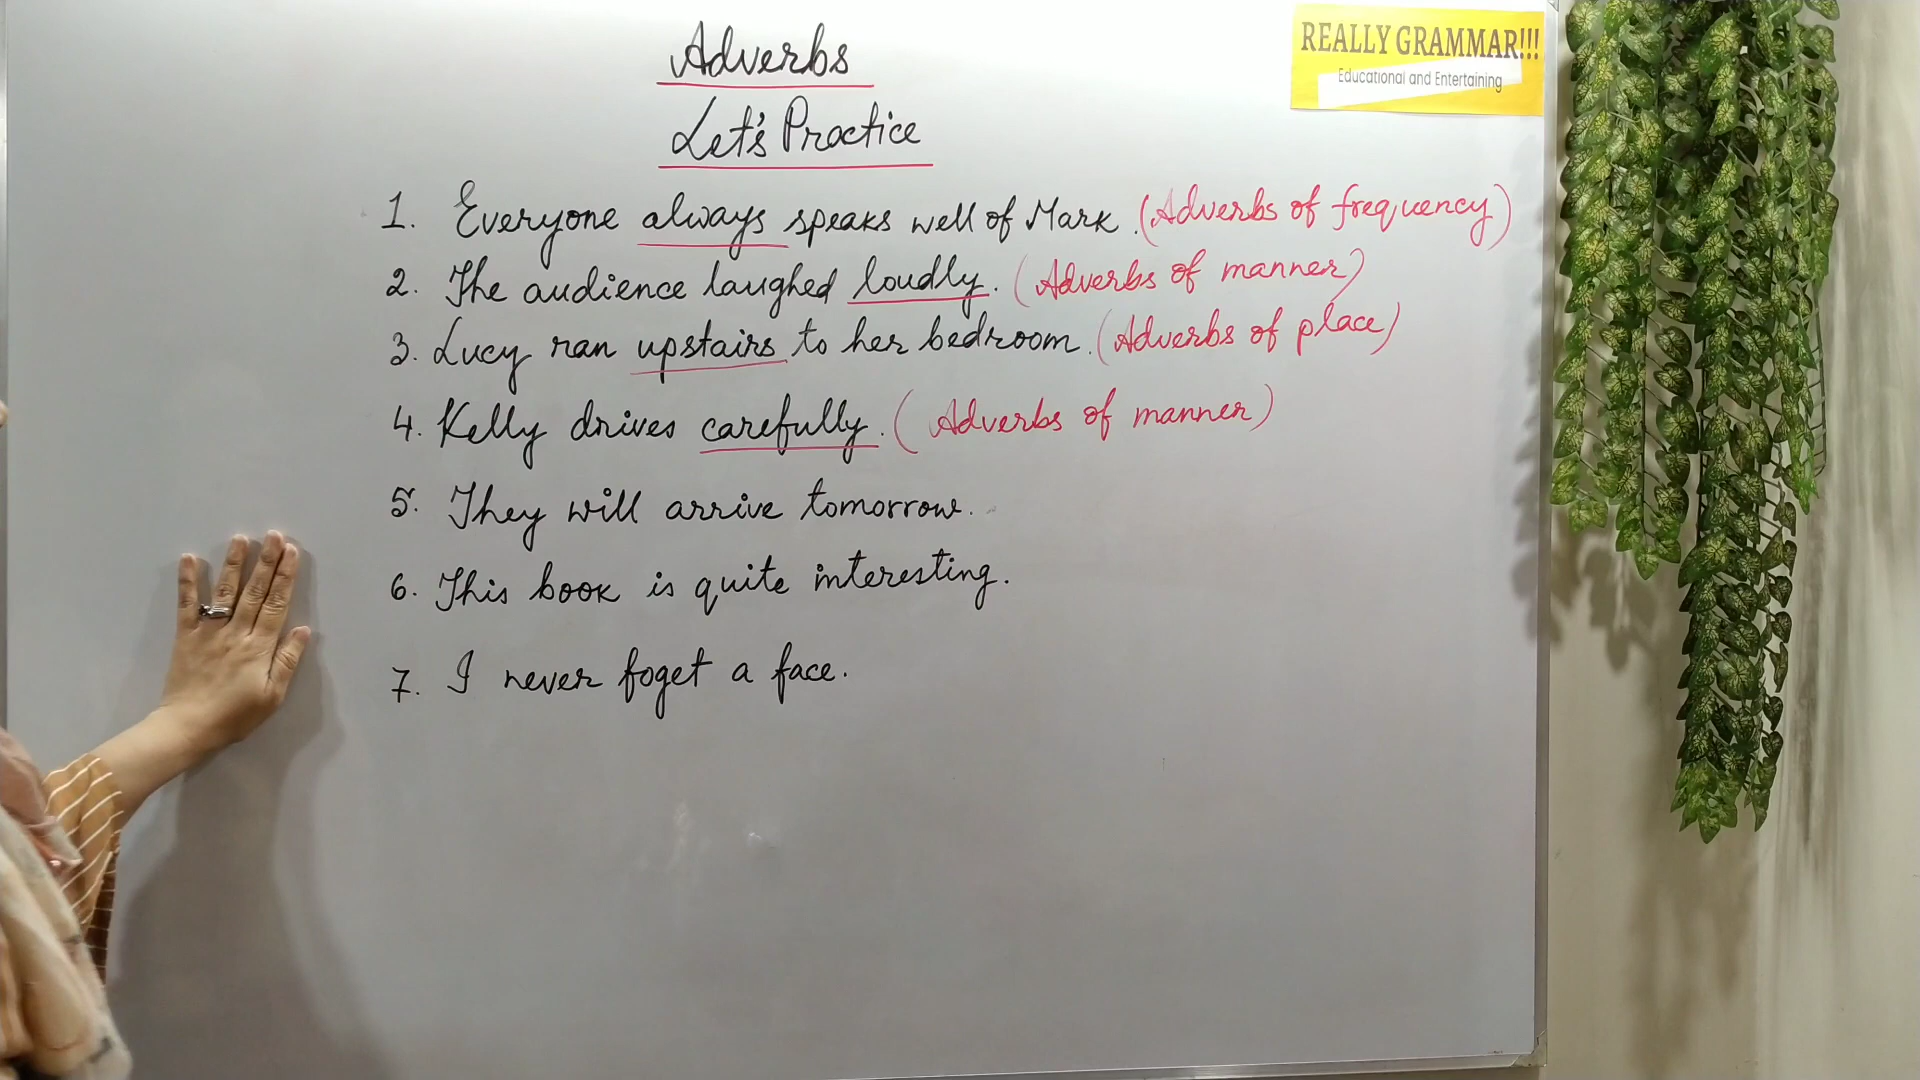 Adverbs
Let's Practice
REALLY GRAMMAR!!!
Educational and Entertaining
1. Everyone always speaks well of Mark. (Adverbs of frequency)
2. The audience laughed loudly. (Adverbs of manner)
3. Lucy ran upstairs to her bedroom. (Adverbs of place)
4. Kelly drives carefully. (Adverbs of manner)
5. They will arrive tomorrow.
6. This book is quite interesting.
7. I never foget a face.